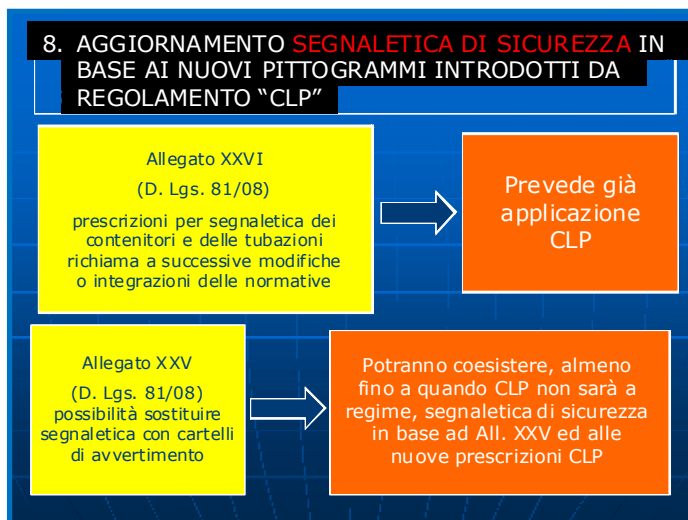 8. AGGIORNAMENTO SEGNALETICA DI SICUREZZA IN
BASE AI NUOVI PITTOGRAMMI INTRODOTTI DA
REGOLAMENTO “CLP”
Allegato XXVI
(D. Lgs. 81/08)
prescrizioni per segnaletica dei
contenitori e delle tubazioni
richiama a successive modifiche
o integrazioni delle normative
Prevede già
applicazione
CLP
Allegato XXV
(D. Lgs. 81/08)
possibilità sostituire
segnaletica con cartelli
di avvertimento
Potranno coesistere, almeno
fino a quando CLP non sarà a
regime, segnaletica di sicurezza
in base ad All. XXV ed alle
nuove prescrizioni CLP